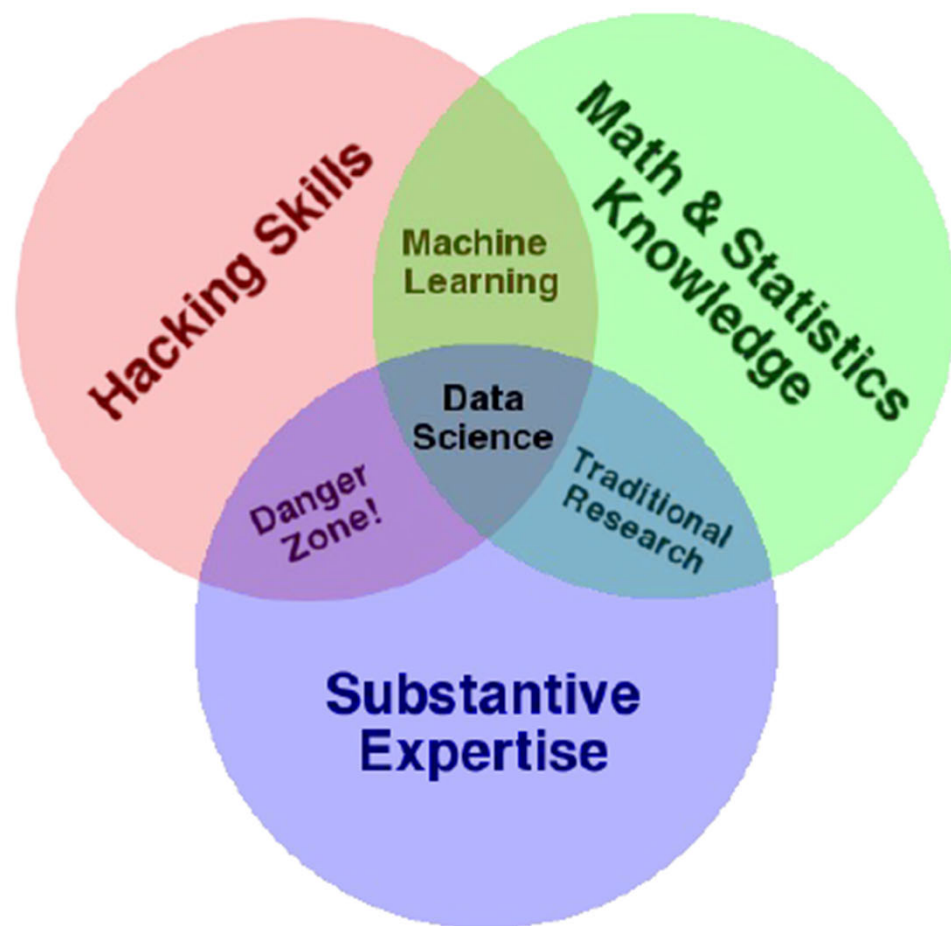 Hacking Skills
Math & Statistics
Knowledge
Machine
Learning
Data
Science
Danger
Zone!
Traditional
Research
Substantive
Expertise